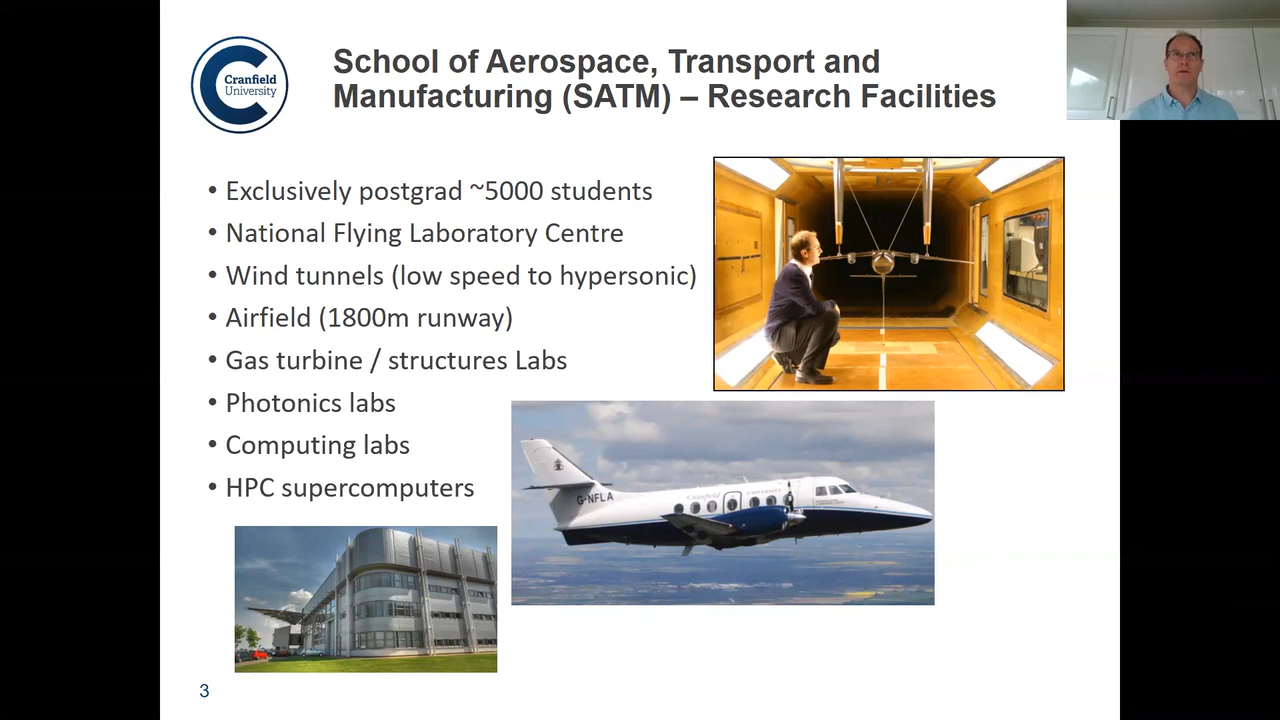 Cranfield
University
School of Aerospace, Transport and
Manufacturing (SATM) – Research Facilities
• Exclusively postgrad ~5000 students
• National Flying Laboratory Centre
• Wind tunnels (low speed to hypersonic)
• Airfield (1800m runway)
• Gas turbine / structures Labs
• Photonics labs
• Computing labs
• HPC supercomputers
G-NFLA
Cranfield UNIVERSITY
3